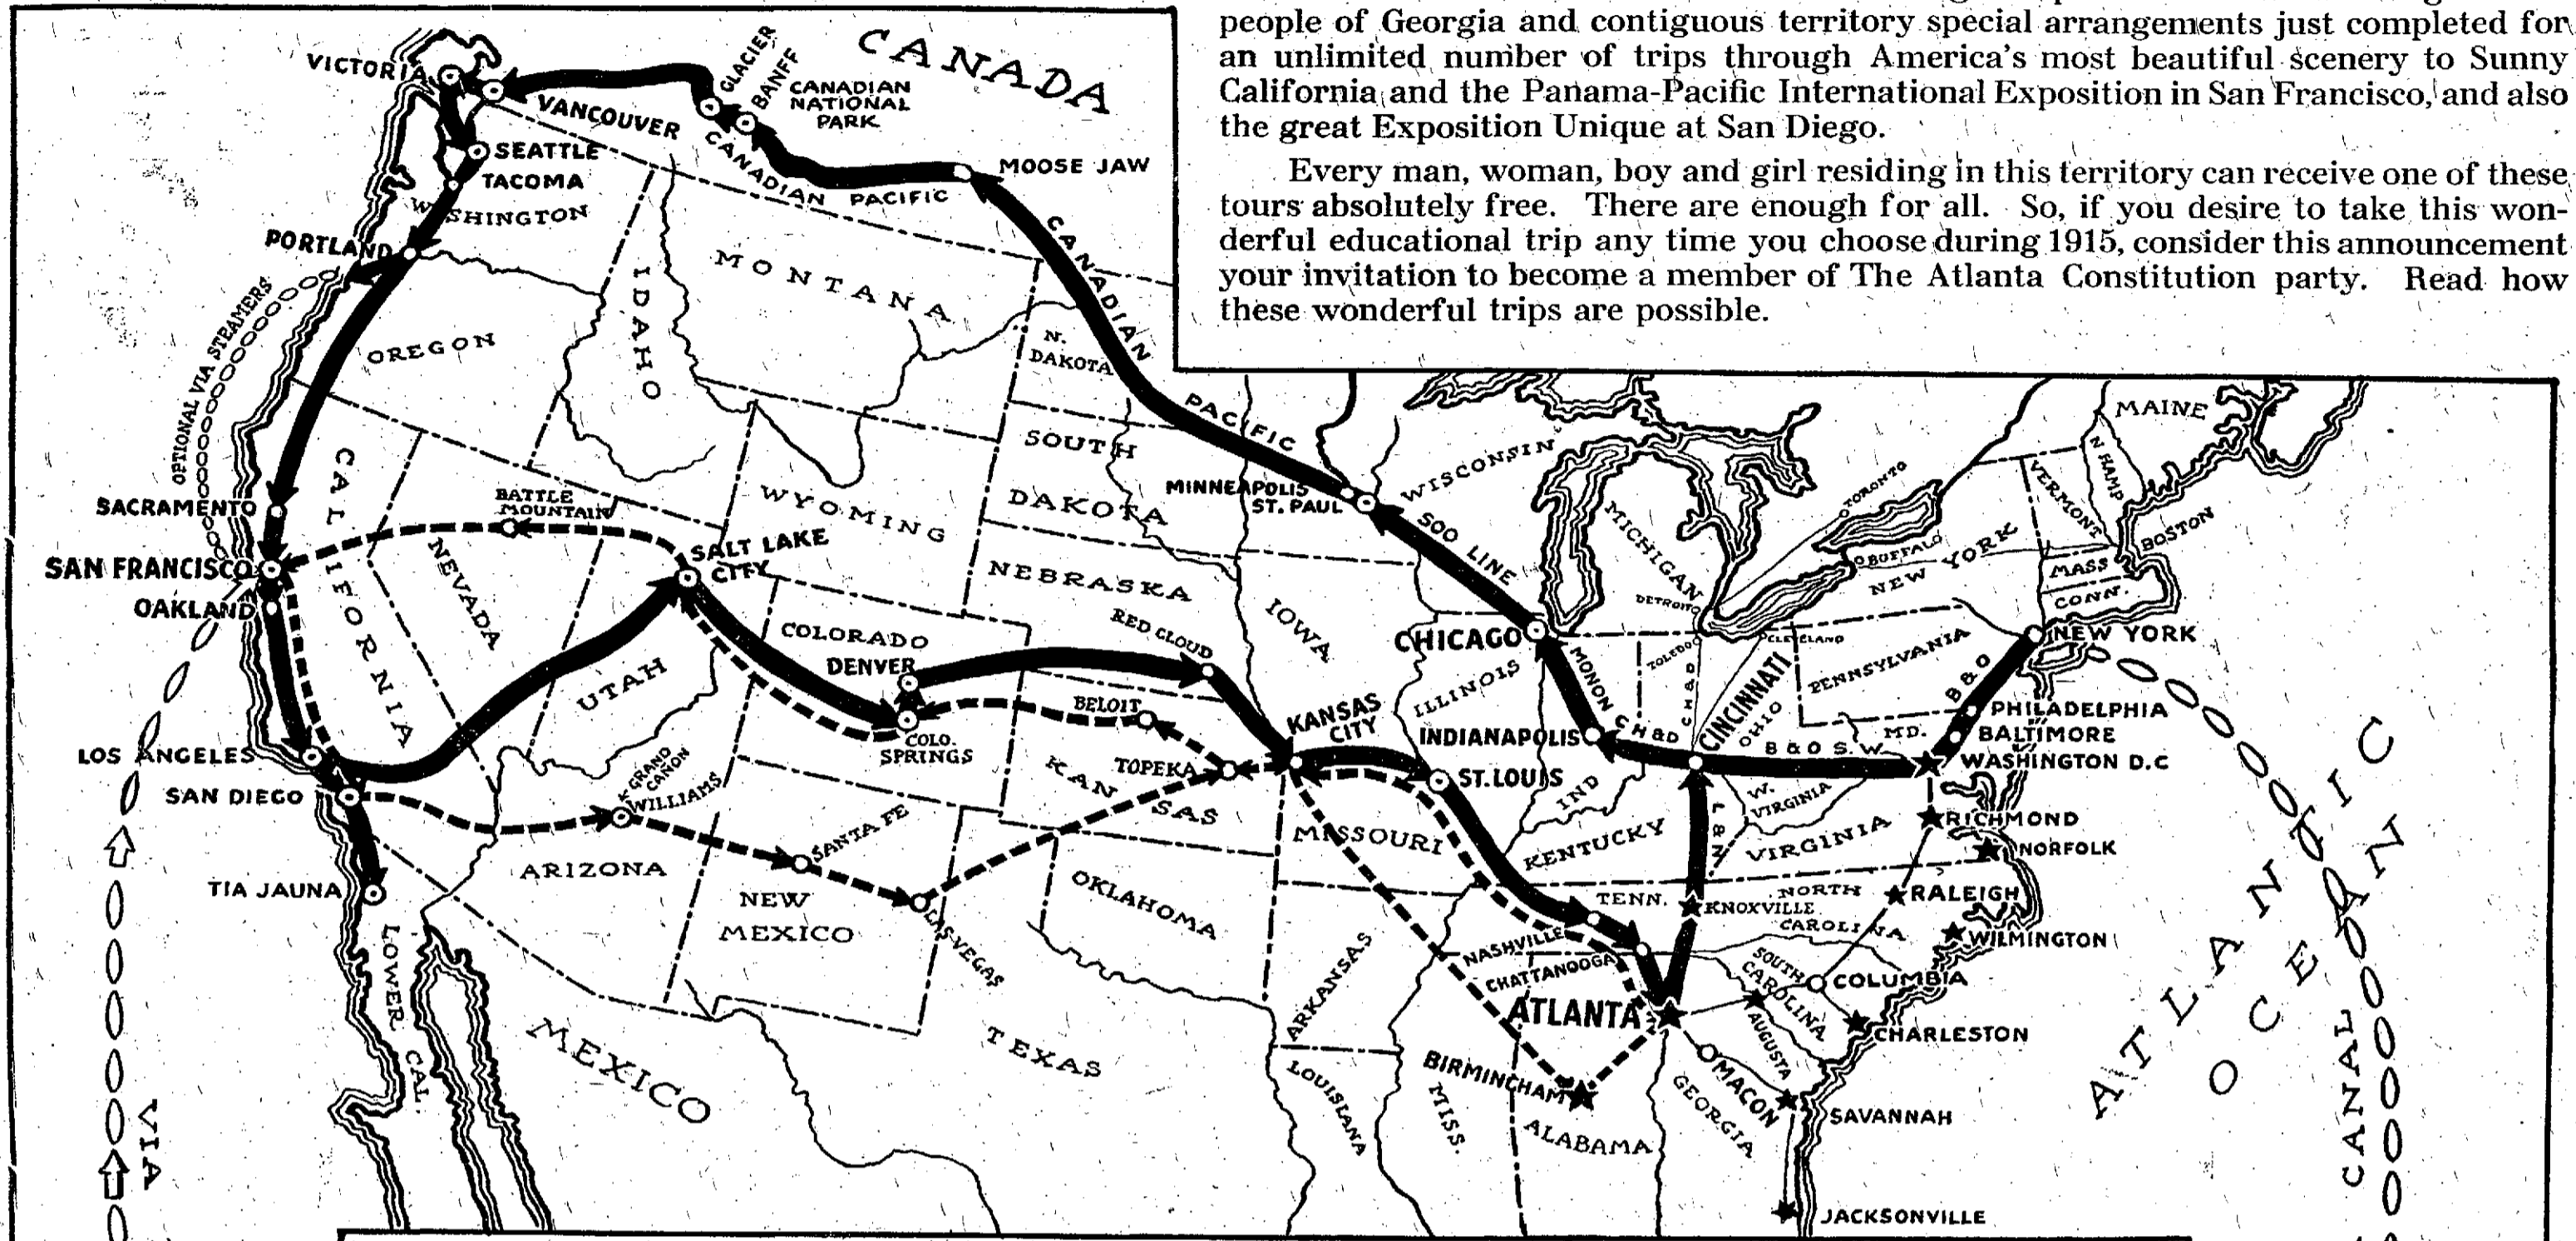 people of Georgia and contiguous territory special arrangements just completed for
an unlimited number of trips through America's most beautiful scenery to Sunny
California and the Panama-Pacific International Exposition in San Francisco, and also
the great Exposition Unique at San Diego.
Every man, woman, boy and girl residing in this territory can receive one of these
tours absolutely free. There are enough for all. So, if you desire to take this won-
derful educational trip any time you choose during 1915, consider this announcement
your invitation to become a member of The Atlanta Constitution party. Read how
these wonderful trips are possible.
CANADA
VICTORIA
VANCOUVER
GLACIER
BANFF
CANADIAN
NATIONAL
PARK
CANADIAN PACIFIC
MOOSE JAW
SEATTLE
TACOMA
WASHINGTON
PORTLAND
OPTIONAL VIA STEAMERS
OREGON
IDAHO
MONTANA
CANADIAN PACIFIC
N.
DAKOTA
SOUTH
DAKOTA
MINNEAPOLIS
ST. PAUL
WISCONSIN
SOO LINE
MICHIGAN
TORONTO
BUFFALO
NEW YORK
MAINE
N HAMP
VERMONT
BOSTON
MASS
CONN.
SACRAMENTO
SAN FRANCISCO
OAKLAND
CALIFORNIA
BATTLE
MOUNTAIN
NEVADA
SALT LAKE
CITY
WYOMING
NEBRASKA
RED CLOUD
IOWA
CHICAGO
DETROIT
TOLEDO
CLEVELAND
NEW YORK
PENNSYLVANIA
B & O
COLORADO
DENVER
COLO.
SPRINGS
UTAH
BELOIT
KANSAS
CITY
ILLINOIS
MONON
INDIANAPOLIS
C H & D
C H & D
CINCINNATI
OHIO
B & O S. W.
MD.
PHILADELPHIA
BALTIMORE
WASHINGTON D.C
LOS ANGELES
SAN DIEGO
GRAND
CANON
WILLIAMS
KANSAS
TOPEKA
ST. LOUIS
IND
W.
VIRGINIA
RICHMOND
NORFOLK
SANTA FE
ARIZONA
NEW
MEXICO
LAS VEGAS
OKLAHOMA
MISSOURI
KENTUCKY
L & N
VIRGINIA
TIA JAUNA
LOWER CAL.
TENN.
KNOXVILLE
NORTH
CAROLINA
RALEIGH
WILMINGTON
NASHVILLE
CHATTANOOGA
SOUTH
CAROLINA
COLUMBIA
ARKANSAS
ATLANTA
AUGUSTA
CHARLESTON
MEXICO
TEXAS
LOUISIANA
MISS.
BIRMINGHAM
ALABAMA
GEORGIA
MACON
SAVANNAH
JACKSONVILLE
ATLANTIC
OCEAN
VIA
CANAL